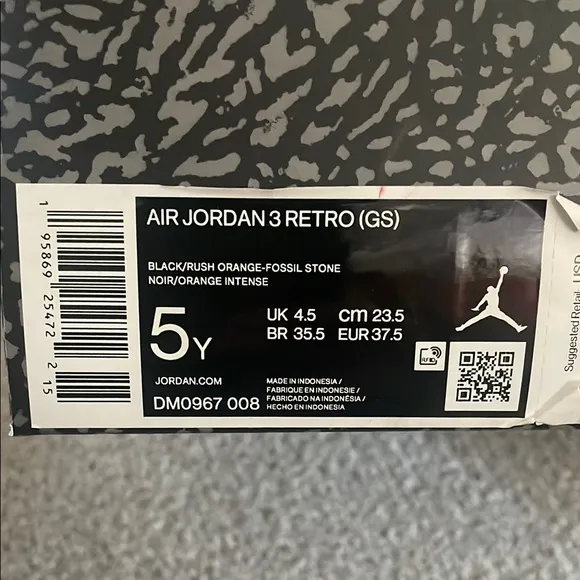 AIR JORDAN 3 RETRO (GS)
BLACK/RUSH ORANGE-FOSSIL STONE
NOIR/ORANGE INTENSE
5Y
UK 4.5 cm 23.5
BR 35.5 EUR 37.5
RFID
JORDAN.COM
DM0967 008
MADE IN INDONESIA /
FABRIQUE EN INDONESIE /
FABRICADO NA INDONÉSIA /
HECHO EN INDONESIA
1 95869 25472 2 15
Suggested Retail: USD